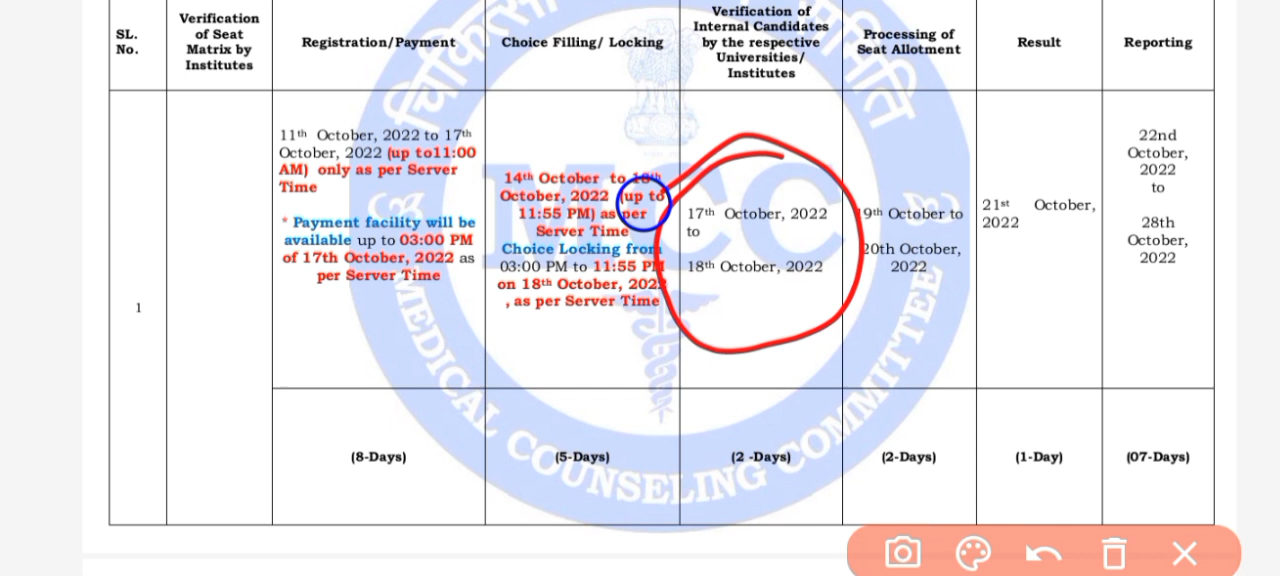 SL.
No.
Verification
of Seat
Matrix by
Institutes
Registration/Payment
Choice Filling/ Locking
Verification of
Internal Candidates
by the respective
Universities/
Institutes
Processing of
Seat Allotment
Result
Reporting
1
11th October, 2022 to 17th
October, 2022 (up to11:00
AM) only as per Server
Time
* Payment facility will be
available up to 03:00 PM
of 17th October, 2022 as
per Server Time
14th October to 18th
October, 2022 (up to
11:55 PM) as per
Server Time
Choice Locking from
03:00 PM to 11:55 PM
on 18th October, 2022
, as per Server Time
17th October, 2022
to
18th October, 2022
19th October to
20th October,
2022
21st October,
2022
22nd
October,
2022
to
28th
October,
2022
(8-Days)
(5-Days)
(2 -Days)
(2-Days)
(1-Day)
(07-Days)
MCC
MEDICAL COUNSELING COMMITTEE